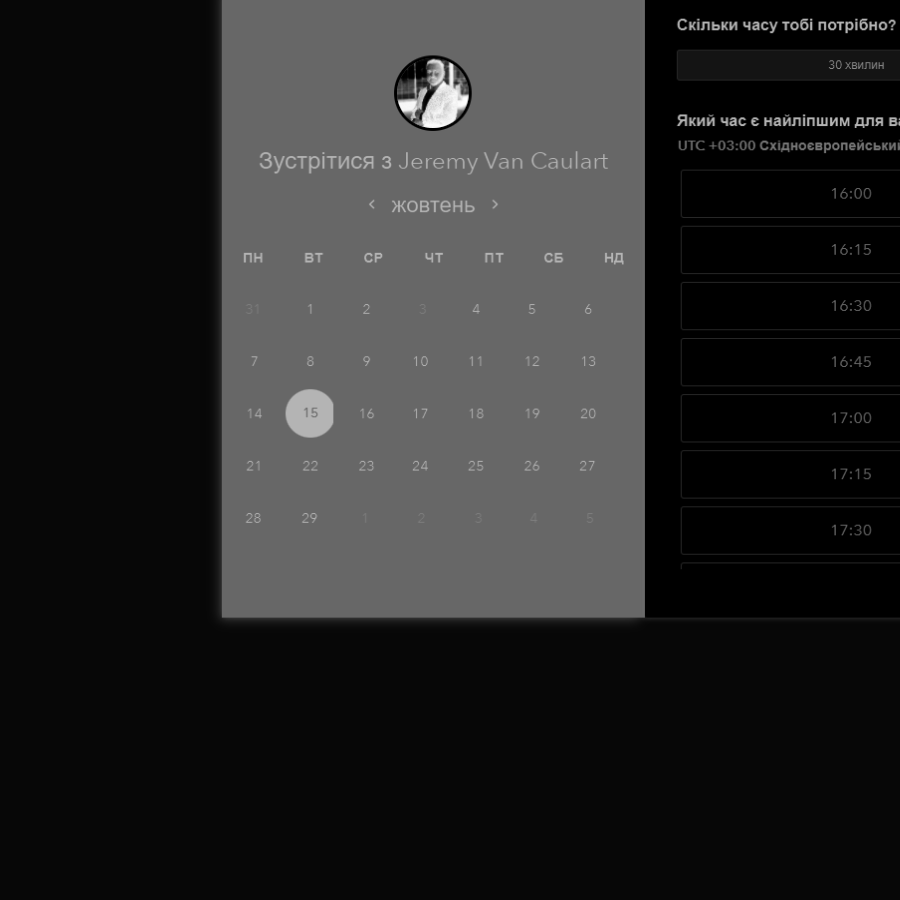 Зустрітися з Jeremy Van Caulart
жовтень
ПН ВТ СР ЧТ ПТ СБ НД
31 1 2 3 4 5 6
7 8 9 10 11 12 13
14 15 16 17 18 19 20
21 22 23 24 25 26 27
28 29 1 2 3 4 5
Скільки часу тобі потрібно?
30 хвилин
Який час є найліпшим для ва
UTC +03:00 Східноєвропейськи
16:00
16:15
16:30
16:45
17:00
17:15
17:30